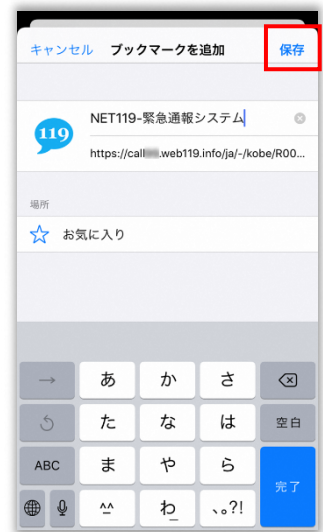 キャンセル ブックマークを追加 保存
119
NET119-緊急通報システム
https://call .web119.info/ja/-/kobe/R00...
場所
お気に入り
→ あ か さ
た な は 空白
ABC ま や ら
完了
^^ わ_ 、。?!